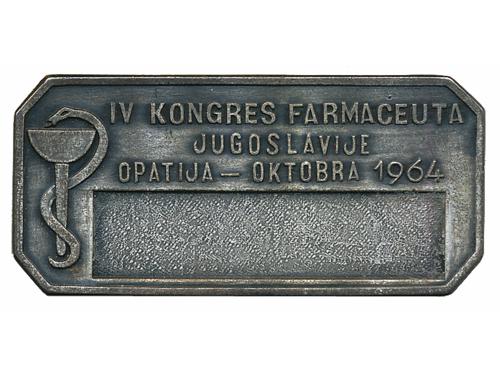 IV KONGRES FARMACEUTA
JUGOSLAVIJE
OPATIJA — OKTOBRA 1964